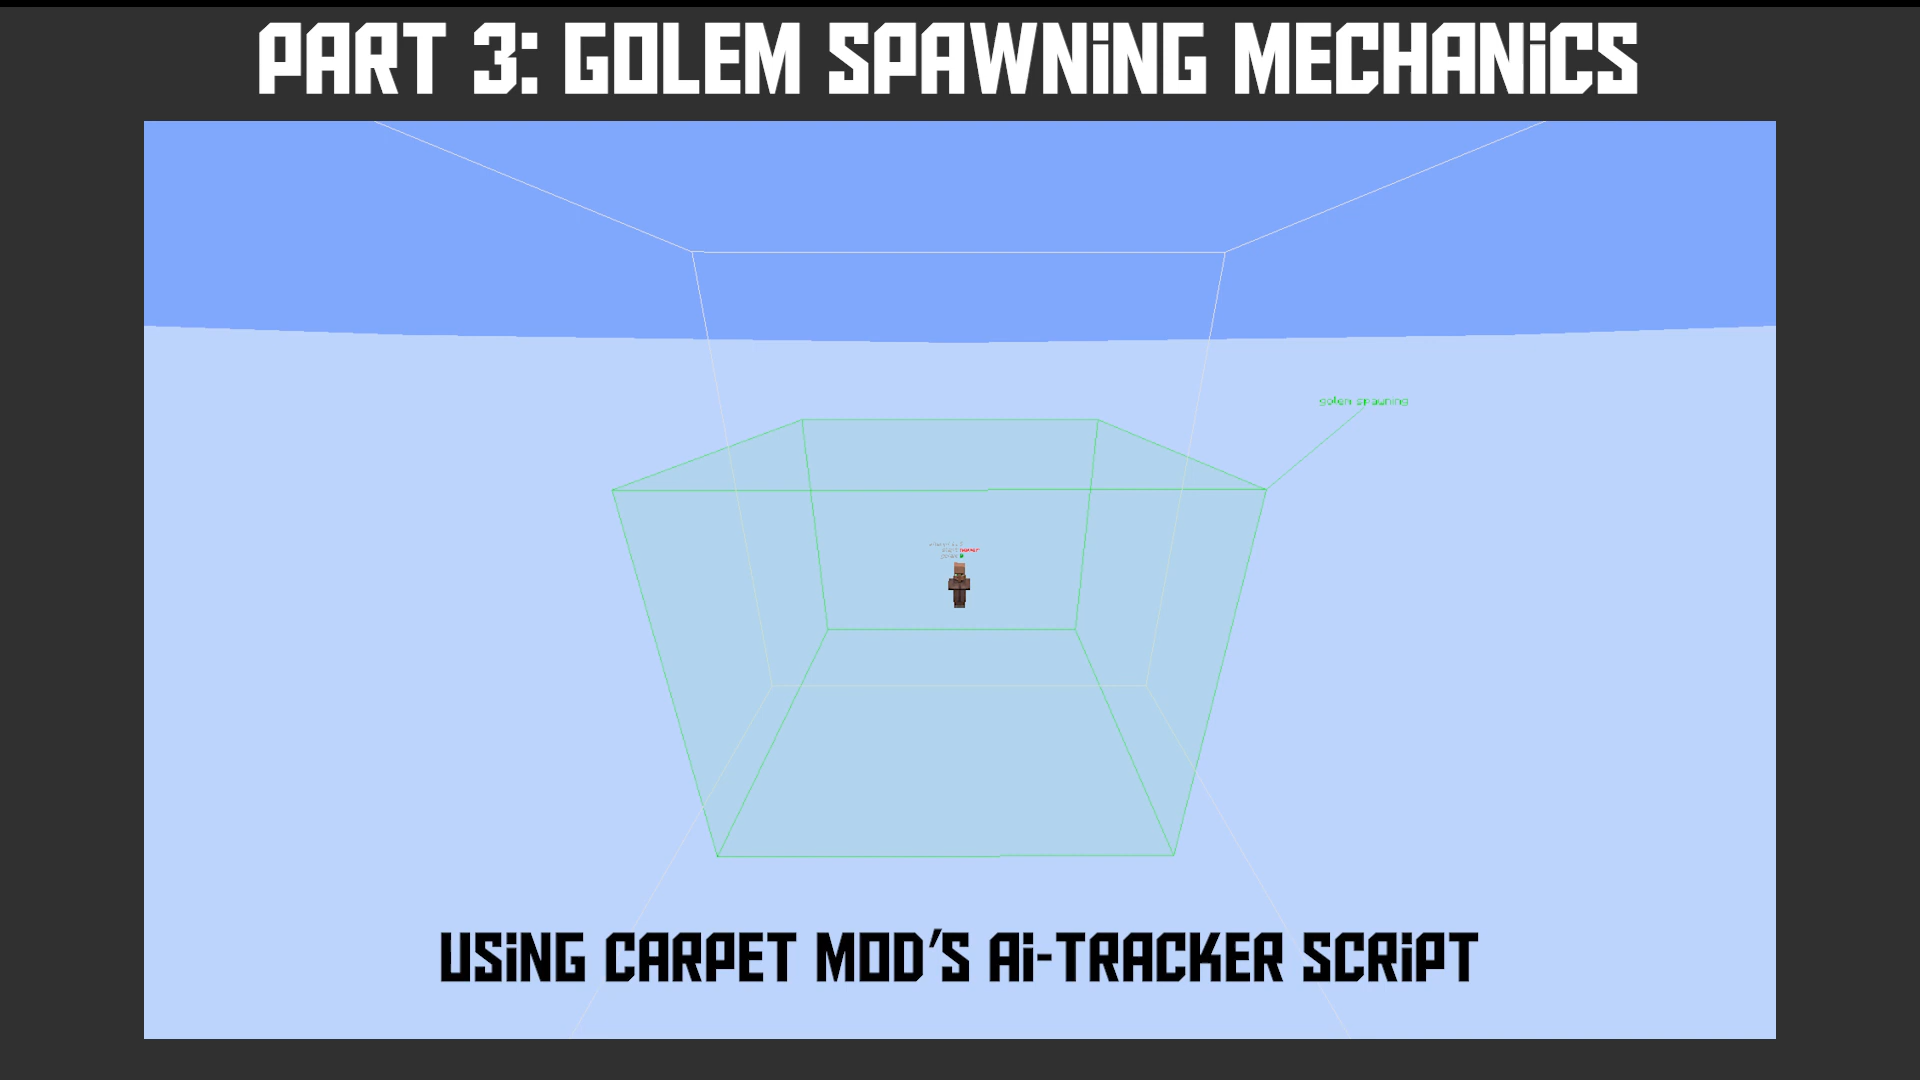 PART 3: GOLEM SPAWNiNG MECHANiCS
golem spawning
USiNG CARPET MOD'S Ai-TRACKER SCRiPT